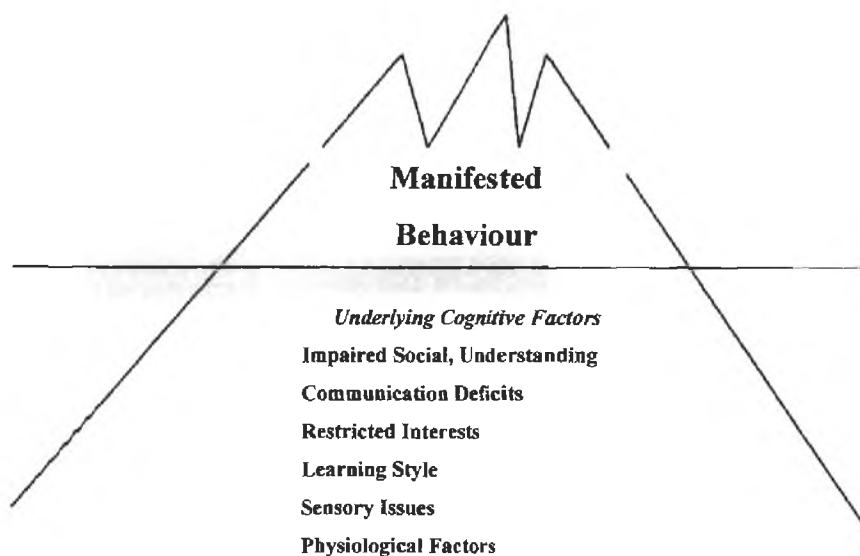 Manifested
Behaviour
Underlying Cognitive Factors
Impaired Social, Understanding
Communication Deficits
Restricted Interests
Learning Style
Sensory Issues
Physiological Factors